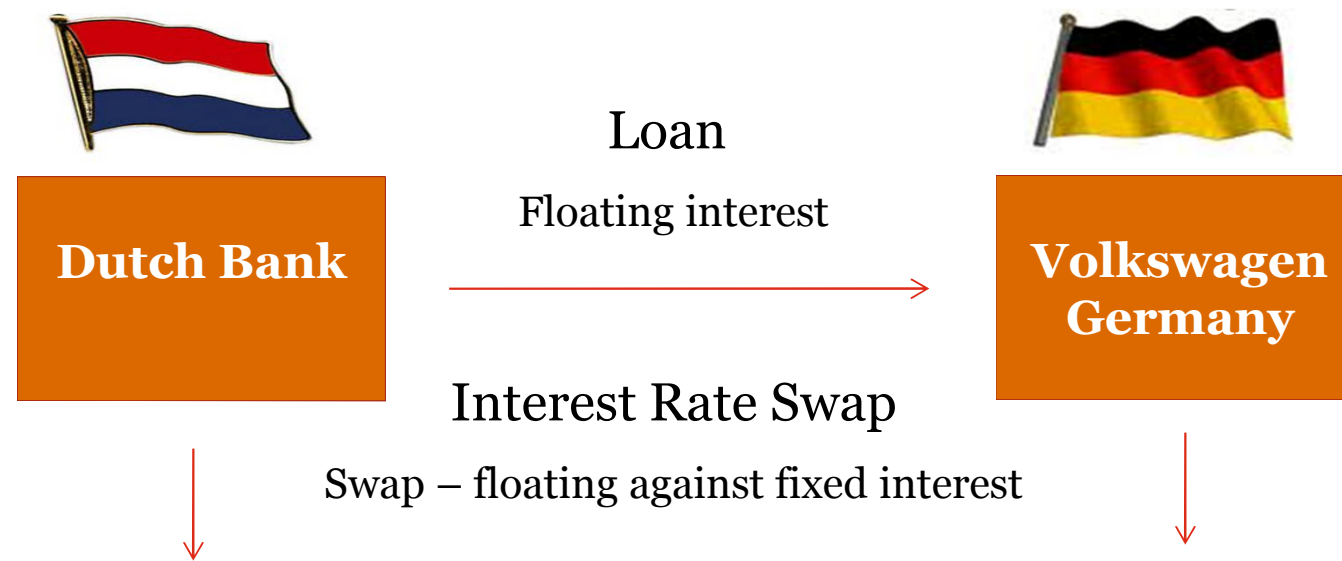 Loan
Floating interest
Dutch Bank
Volkswagen
Germany
Interest Rate Swap
Swap – floating against fixed interest